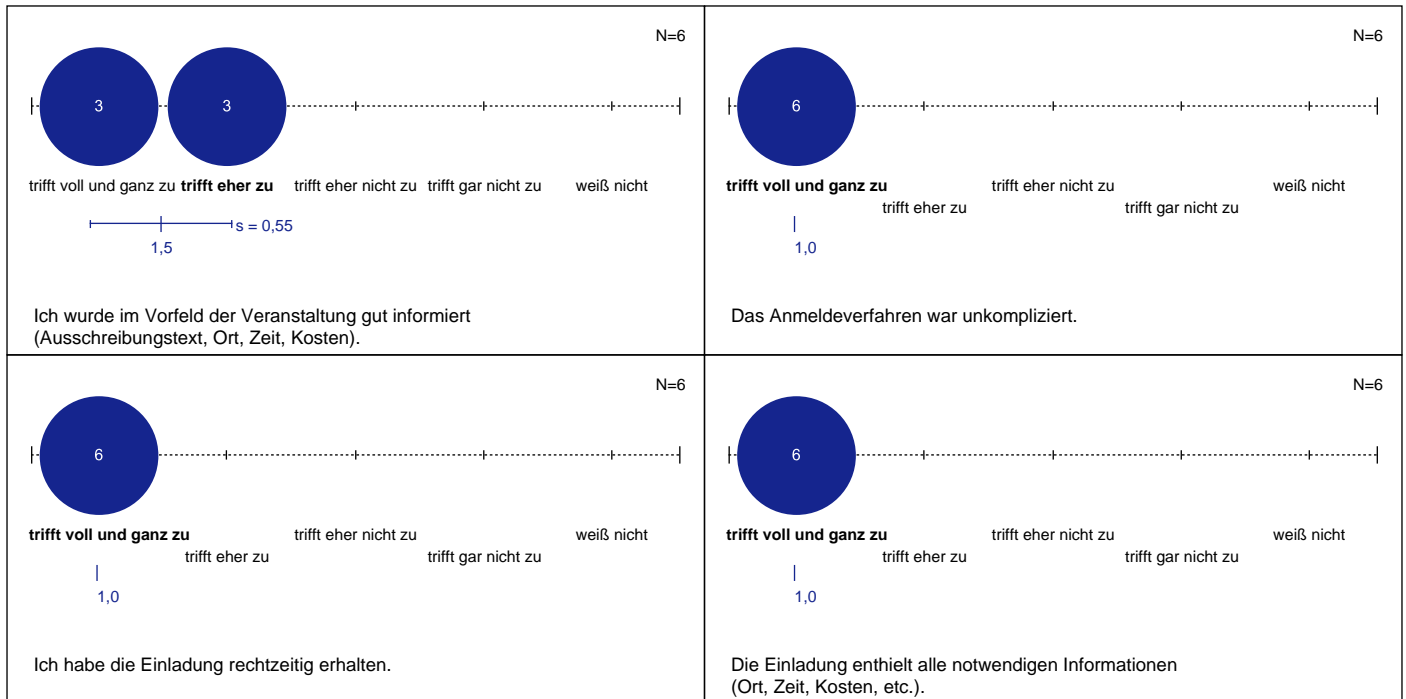 N=6
3 3
trifft voll und ganz zu trifft eher zu trifft eher nicht zu trifft gar nicht zu weiß nicht
s = 0,55
1,5
Ich wurde im Vorfeld der Veranstaltung gut informiert
(Ausschreibungstext, Ort, Zeit, Kosten).
N=6
6
trifft voll und ganz zu trifft eher nicht zu weiß nicht
trifft eher zu trifft gar nicht zu
1,0
Das Anmeldeverfahren war unkompliziert.
N=6
6
trifft voll und ganz zu trifft eher nicht zu weiß nicht
trifft eher zu trifft gar nicht zu
1,0
Ich habe die Einladung rechtzeitig erhalten.
N=6
6
trifft voll und ganz zu trifft eher nicht zu weiß nicht
trifft eher zu trifft gar nicht zu
1,0
Die Einladung enthielt alle notwendigen Informationen
(Ort, Zeit, Kosten, etc.).